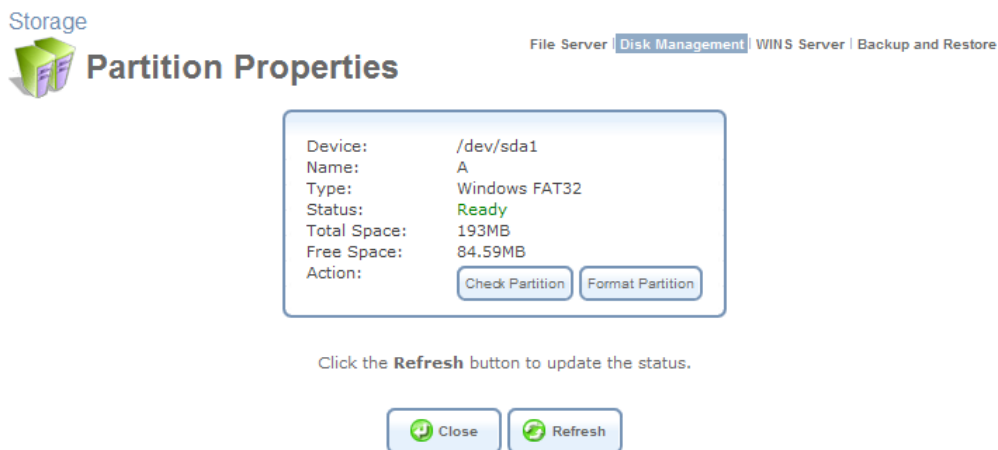 Storage
File Server | Disk Management | WINS Server | Backup and Restore
Partition Properties
Device: /dev/sda1
Name: A
Type: Windows FAT32
Status: Ready
Total Space: 193MB
Free Space: 84.59MB
Action: Check Partition Format Partition
Click the Refresh button to update the status.
Close Refresh